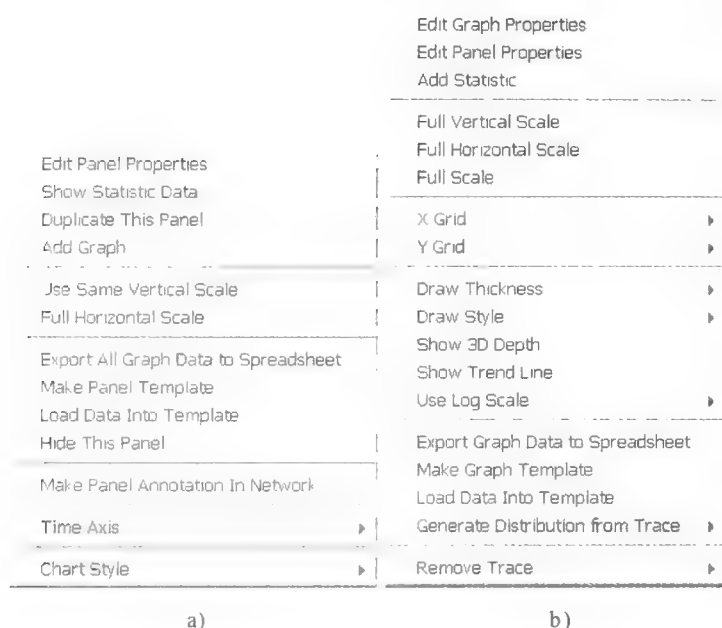 Edit Panel Properties
Show Statistic Data
Duplicate This Panel
Add Graph
Use Same Vertical Scale
Full Horizontal Scale
Export All Graph Data to Spreadsheet
Make Panel Template
Load Data Into Template
Hide This Panel
Make Panel Annotation In Network
Time Axis
Chart Style
a)
Edit Graph Properties
Edit Panel Properties
Add Statistic
Full Vertical Scale
Full Horizontal Scale
Full Scale
X Grid
Y Grid
Draw Thickness
Draw Style
Show 3D Depth
Show Trend Line
Use Log Scale
Export Graph Data to Spreadsheet
Make Graph Template
Load Data Into Template
Generate Distribution from Trace
Remove Trace
b)